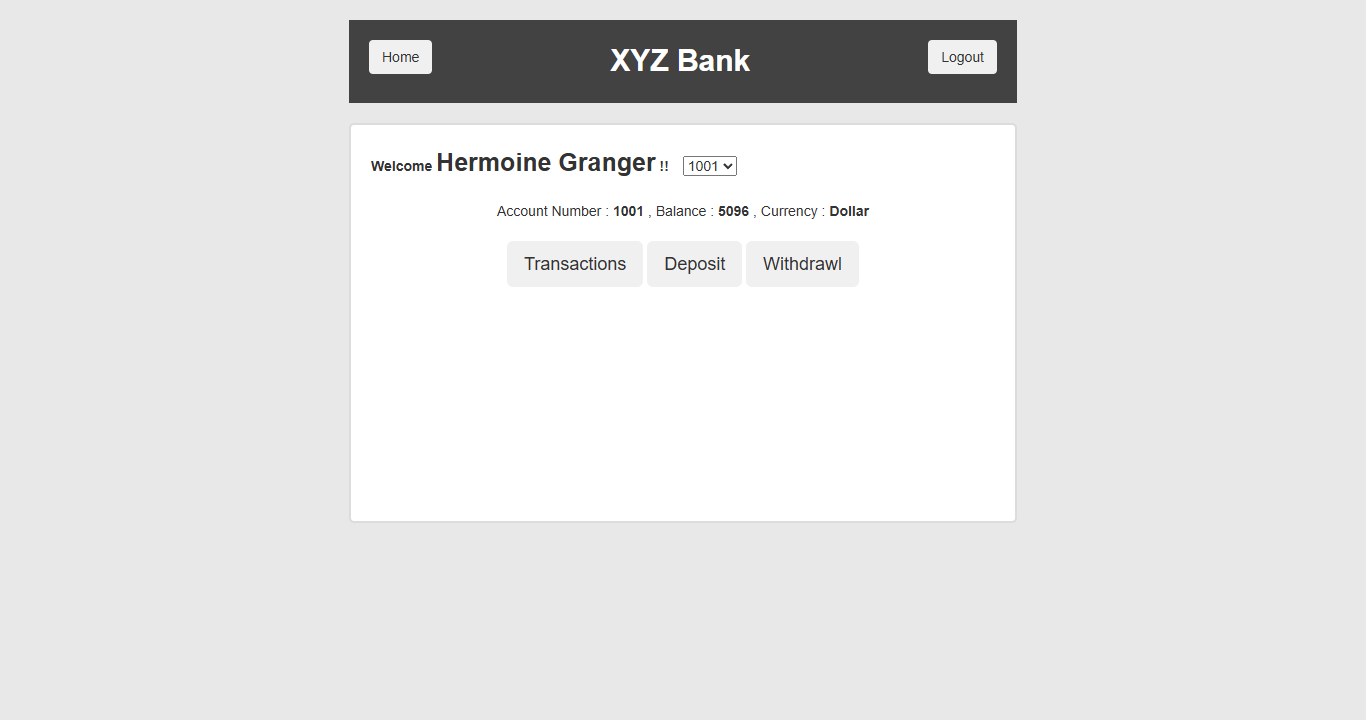 Home XYZ Bank Logout
Welcome Hermoine Granger !! 1001
Account Number : 1001 , Balance : 5096 , Currency : Dollar
Transactions Deposit Withdrawl